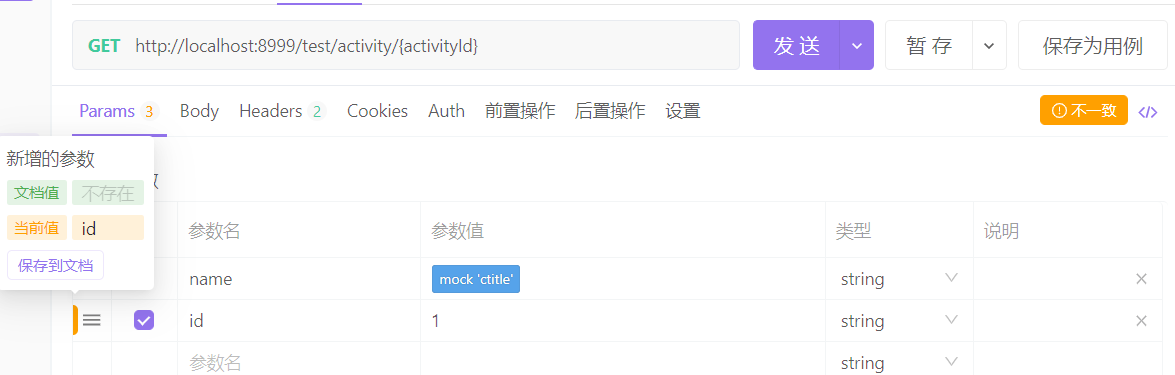 GET http://localhost:8999/test/activity/{activityId} 发 送 暂 存 保存为用例
Params 3 Body Headers 2 Cookies Auth 前置操作 后置操作 设置 不一致 </>
新增的参数
文档值 不存在
当前值 id
保存到文档
参数名 参数值 类型 说明
name mock 'ctitle' string
id 1 string
参数名 string